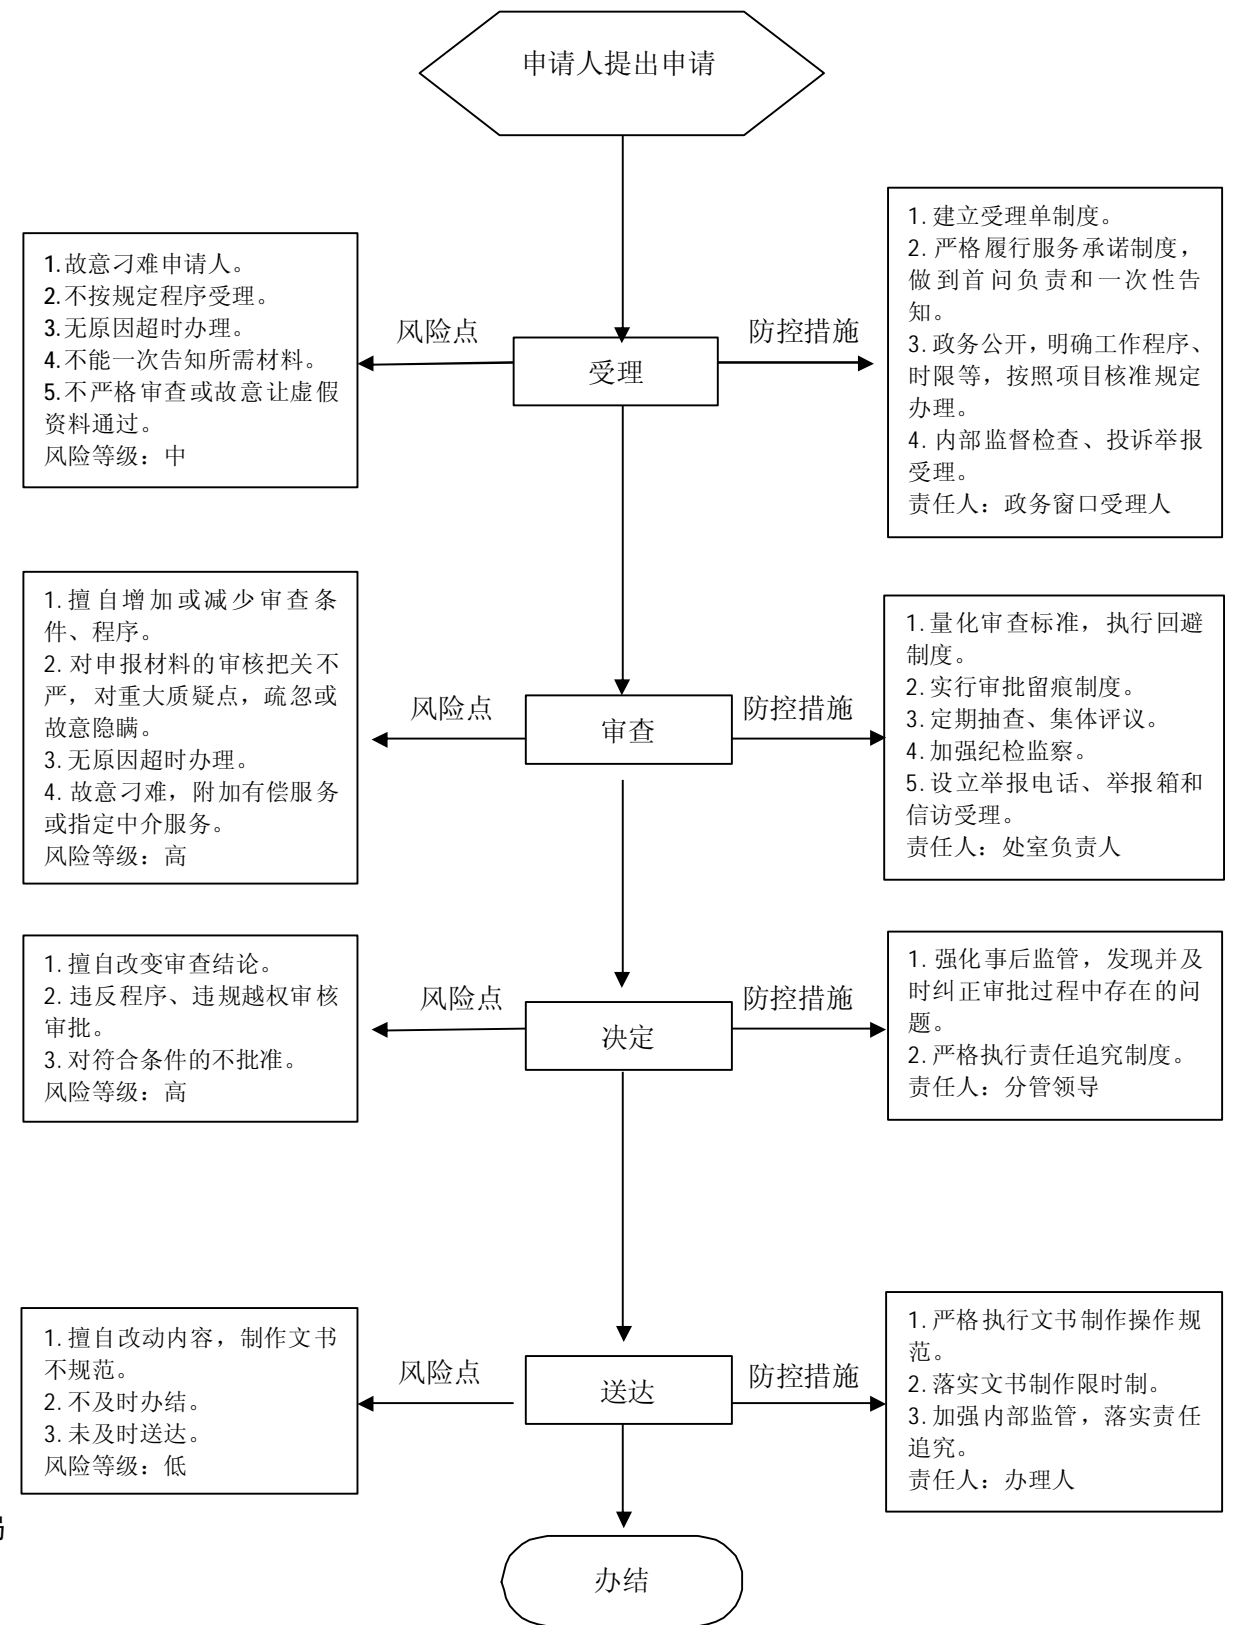 申请人提出申请
1.故意刁难申请人。
2.不按规定程序受理。
3.无原因超时办理。
4.不能一次告知所需材料。
5.不严格审查或故意让虚假
资料通过。
风险等级：中
风险点
受理
防控措施
1.建立受理单制度。
2.严格履行服务承诺制度，
做到首问负责和一次性告
知。
3.政务公开，明确工作程序、
时限等，按照项目核准规定
办理。
4.内部监督检查、投诉举报
受理。
责任人：政务窗口受理人
1.擅自增加或减少审查条
件、程序。
2.对申报材料的审核把关不
严，对重大质疑点，疏忽或
故意隐瞒。
3.无原因超时办理。
4.故意刁难，附加有偿服务
或指定中介服务。
风险等级：高
风险点
审查
防控措施
1.量化审查标准，执行回避
制度。
2.实行审批留痕制度。
3.定期抽查、集体评议。
4.加强纪检监察。
5.设立举报电话、举报箱和
信访受理。
责任人：处室负责人
1.擅自改变审查结论。
2.违反程序、违规越权审核
审批。
3.对符合条件的不批准。
风险等级：高
风险点
决定
防控措施
1.强化事后监管，发现并及
时纠正审批过程中存在的问
题。
2.严格执行责任追究制度。
责任人：分管领导
1.擅自改动内容，制作文书
不规范。
2.不及时办结。
3.未及时送达。
风险等级：低
风险点
送达
防控措施
1.严格执行文书制作操作规
范。
2.落实文书制作限时制。
3.加强内部监管，落实责任
追究。
责任人：办理人
办结